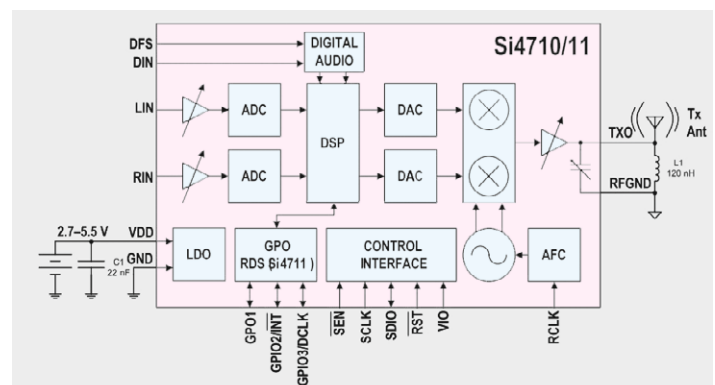 Si4710/11
DFS
DIN
DIGITAL
AUDIO
LIN
ADC
DSP
DAC
TXO
Tx
Ant
RIN
ADC
DAC
L1
120 nH
RFGND
2.7–5.5 V
VDD
GND
C1
22 nF
LDO
GPO
RDS (Si4711 )
CONTROL
INTERFACE
AFC
GPO1
GPIO2/INT
GPIO3/DCLK
SEN
SCLK
SDIO
RST
VIO
RCLK